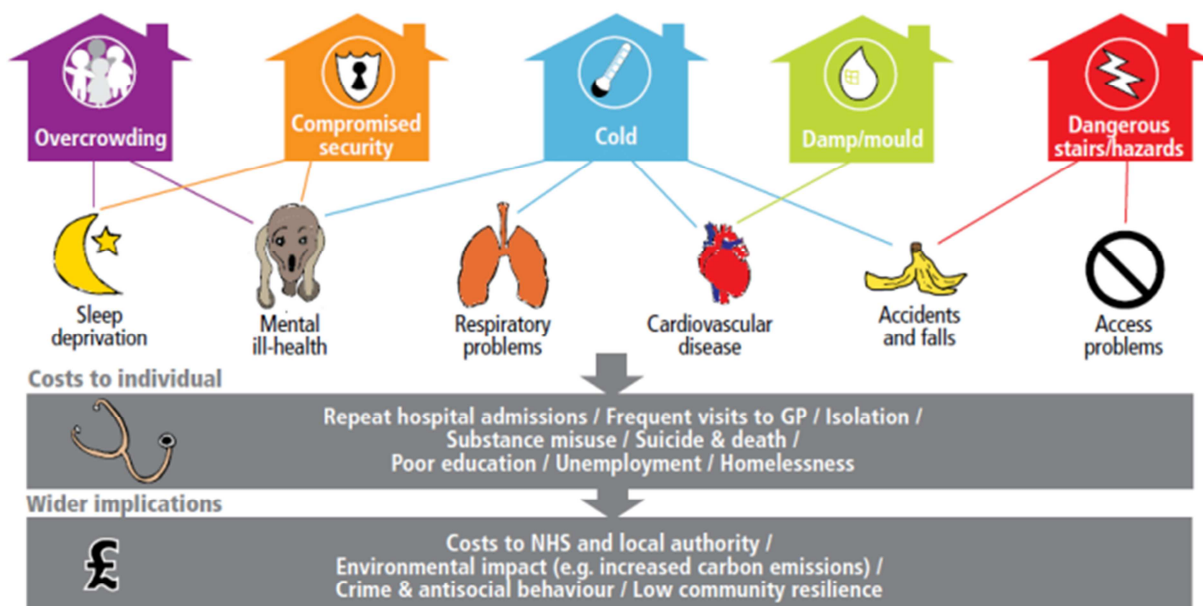 Overcrowding
Compromised
security
Cold
Damp/mould
Dangerous
stairs/hazards
Sleep
deprivation
Mental
ill-health
Respiratory
problems
Cardiovascular
disease
Accidents
and falls
Access
problems
Costs to individual
Repeat hospital admissions / Frequent visits to GP / Isolation /
Substance misuse / Suicide & death /
Poor education / Unemployment / Homelessness
Wider implications
£
Costs to NHS and local authority /
Environmental impact (e.g. increased carbon emissions) /
Crime & antisocial behaviour / Low community resilience